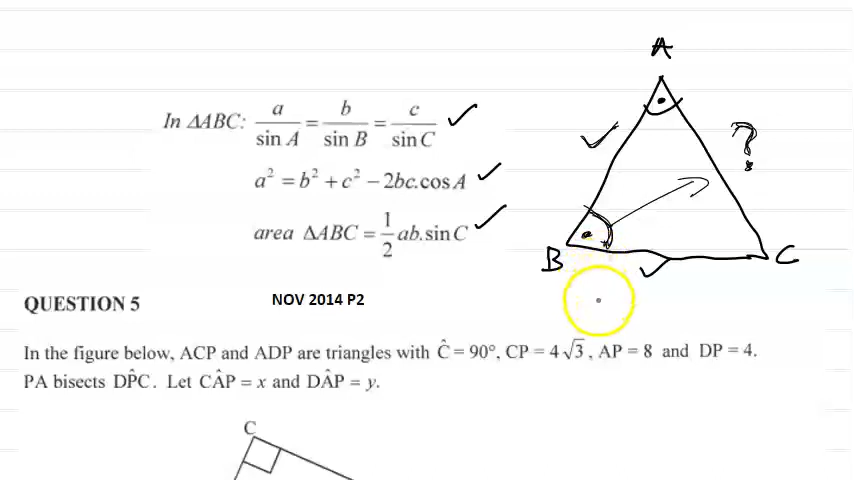 A
In ΔABC: a/sin A = b/sin B = c/sin C ✓
✓ ?
a² = b² + c² − 2bc.cosA ✓
area ΔABC = 1/2 ab.sin C ✓
B ✓ C
QUESTION 5 NOV 2014 P2
In the figure below, ACP and ADP are triangles with Ĉ = 90°, CP = 4√3, AP = 8 and DP = 4.
PA bisects DP̂C. Let CÂP = x and DÂP = y.
C